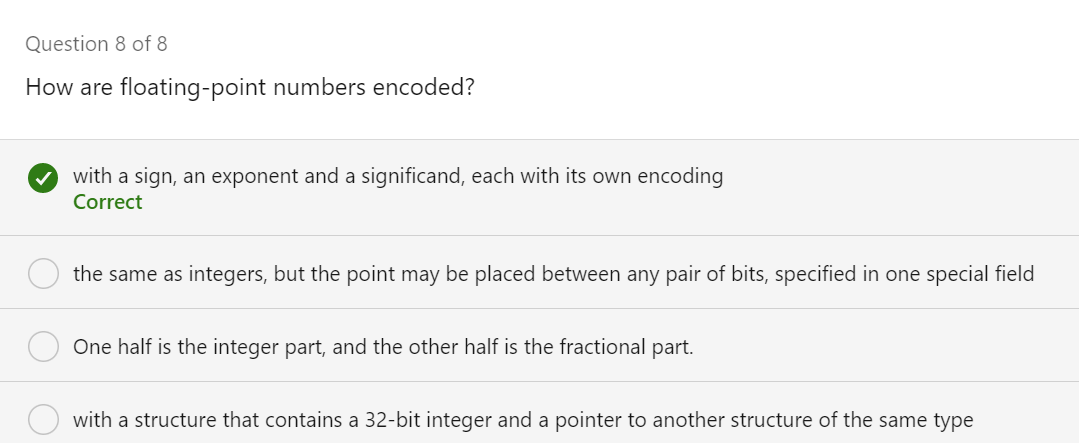 Question 8 of 8
How are floating-point numbers encoded?
with a sign, an exponent and a significand, each with its own encoding
Correct
the same as integers, but the point may be placed between any pair of bits, specified in one special field
One half is the integer part, and the other half is the fractional part.
with a structure that contains a 32-bit integer and a pointer to another structure of the same type